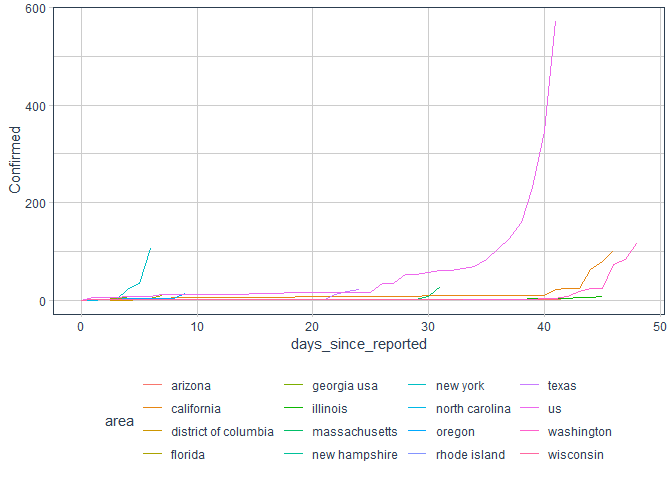 600
400
200
0
Confirmed
0 10 20 30 40 50
days_since_reported
area
arizona georgia usa new york texas
california illinois north carolina us
district of columbia massachusetts oregon washington
florida new hampshire rhode island wisconsin